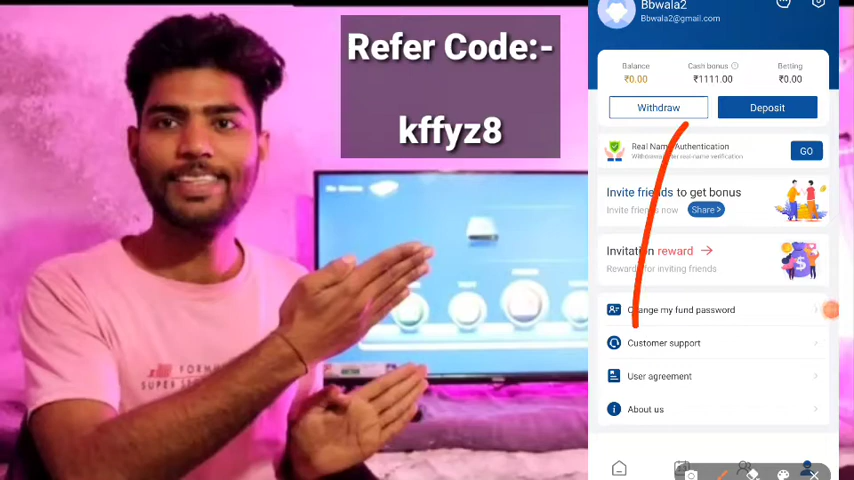 Refer Code:-
kffyz8
Bbwala2
Bbwala2@gmail.com
Balance
Cash bonus
Betting
₹0.00
₹1111.00
₹0.00
Withdraw
Deposit
Real Name Authentication
GO
Invite friends to get bonus
Invite friends now
Share >
Invitation reward →
Reward for inviting friends
Change my fund password
Customer support
User agreement
About us
FORM
SUPER